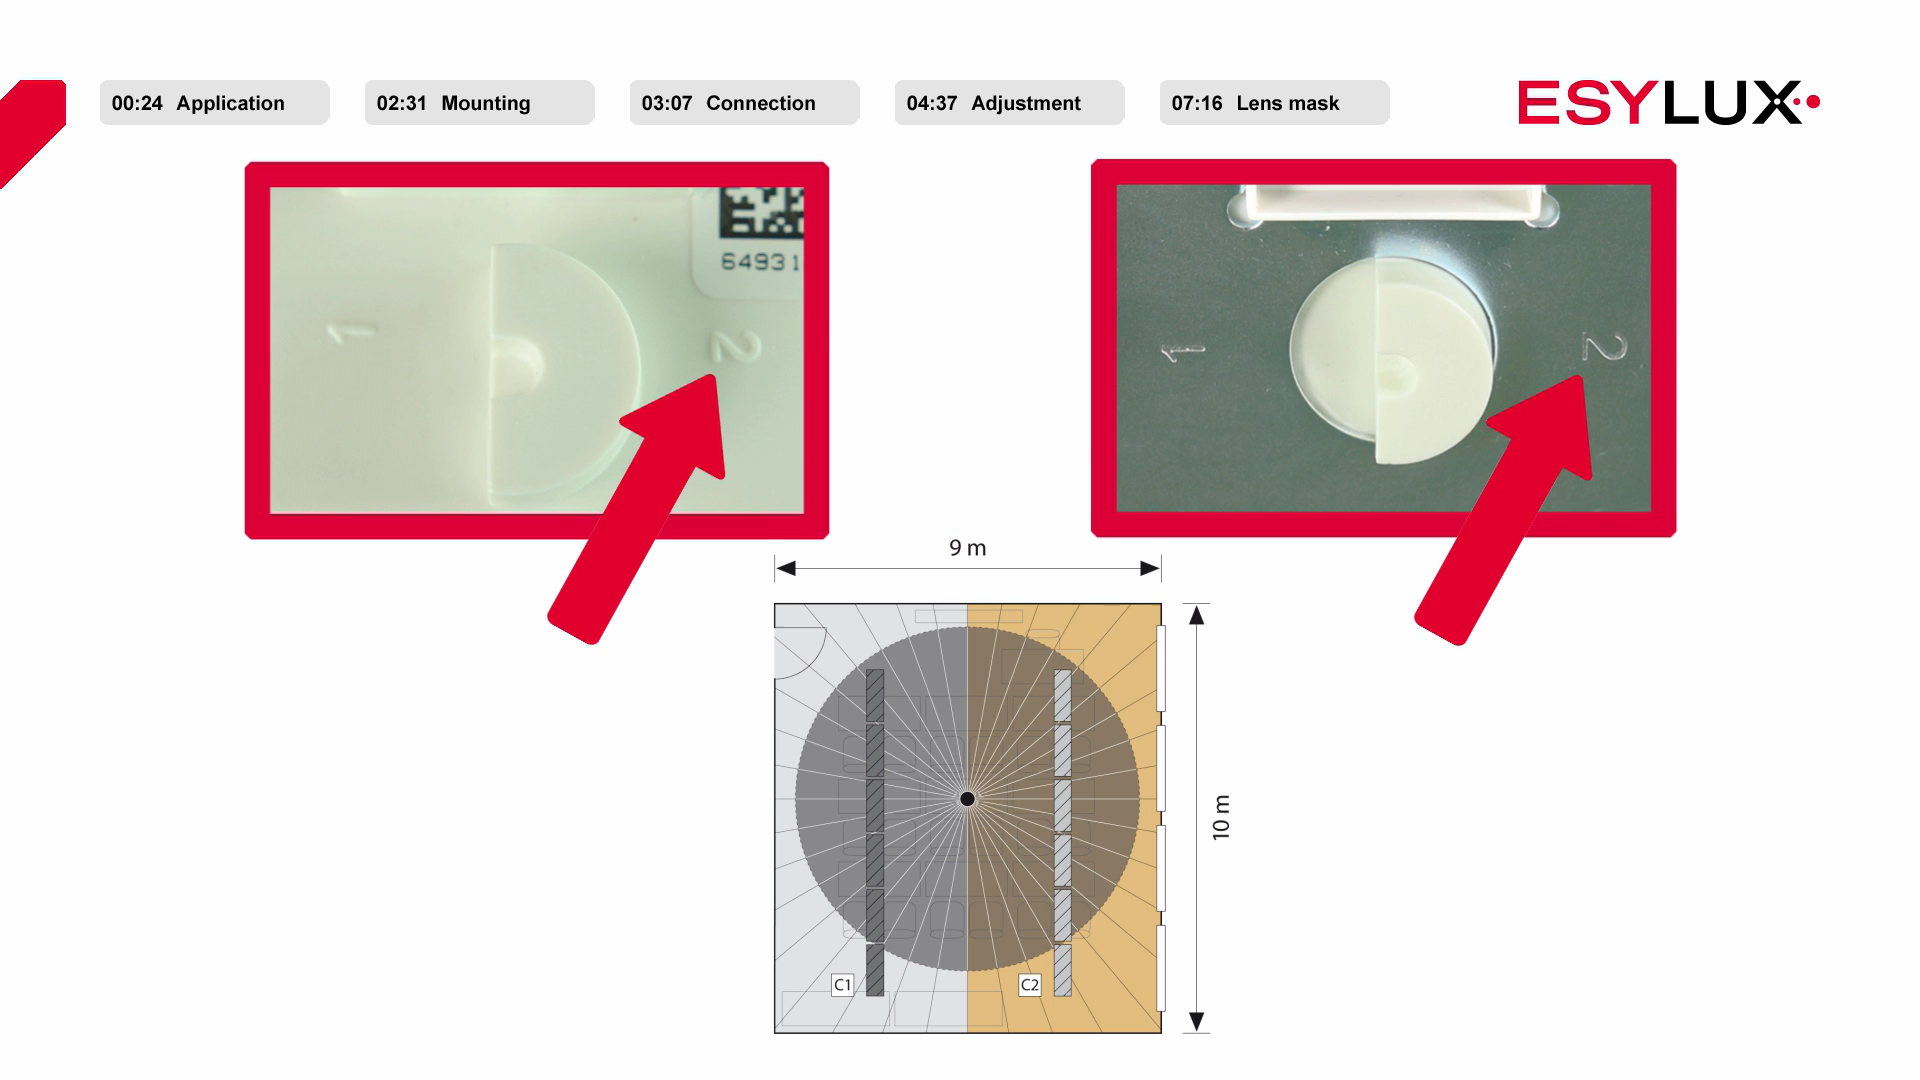 00:24 Application
02:31 Mounting
03:07 Connection
04:37 Adjustment
07:16 Lens mask
ESYLUX
64931
1
2
1
2
9 m
10 m
C1
C2